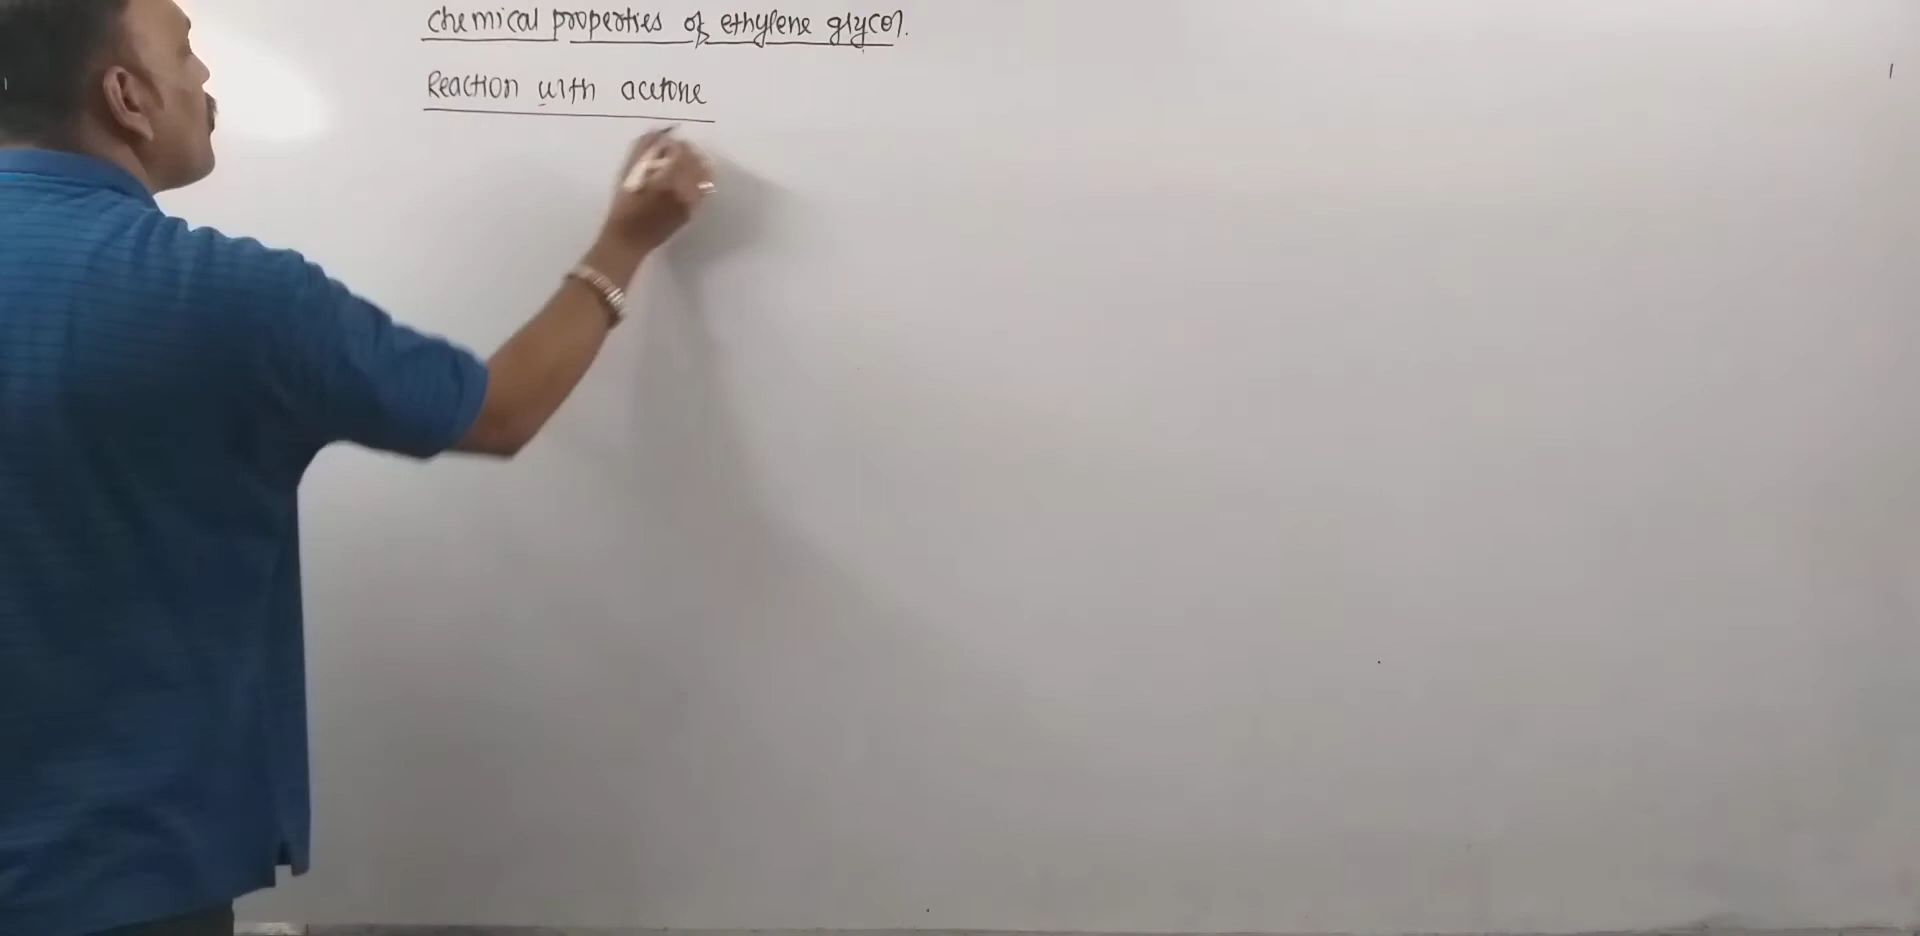 Chemical properties of ethylene glycol.
Reaction with acetone